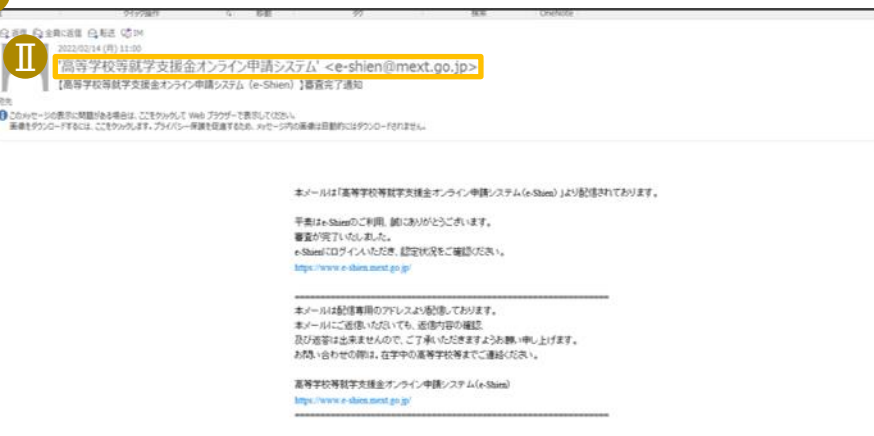 クイック操作 移動 タグ 検索 OneNote
返信 全員に返信 転送 IM
2022/02/14 (月) 11:00
Ⅱ
'高等学校等就学支援金オンライン申請システム' <e-shien@mext.go.jp>
【高等学校等就学支援金オンライン申請システム（e-Shien）】審査完了通知
宛先
このメッセージの表示に問題がある場合は、ここをクリックして Web ブラウザーで表示してください。
画像をダウンロードするには、ここをクリックします。プライバシー保護を促進するため、メッセージ内の画像は自動的にはダウンロードされません。
本メールは「高等学校等就学支援金オンライン申請システム(e-Shien)」より配信されております。
平素はe-Shienのご利用、誠にありがとうございます。
審査が完了いたしました。
e-Shienにログインいただき、認定状況をご確認ください。
https://www.e-shien.mext.go.jp/
本メールは配信専用のアドレスより配信しております。
本メールにご返信いただいても、返信内容の確認、
及び返答は出来ませんので、ご了承いただきますようお願い申し上げます。
お問い合わせの際は、在学中の高等学校等までご連絡ください。
高等学校等就学支援金オンライン申請システム(e-Shien)
https://www.e-shien.mext.go.jp/